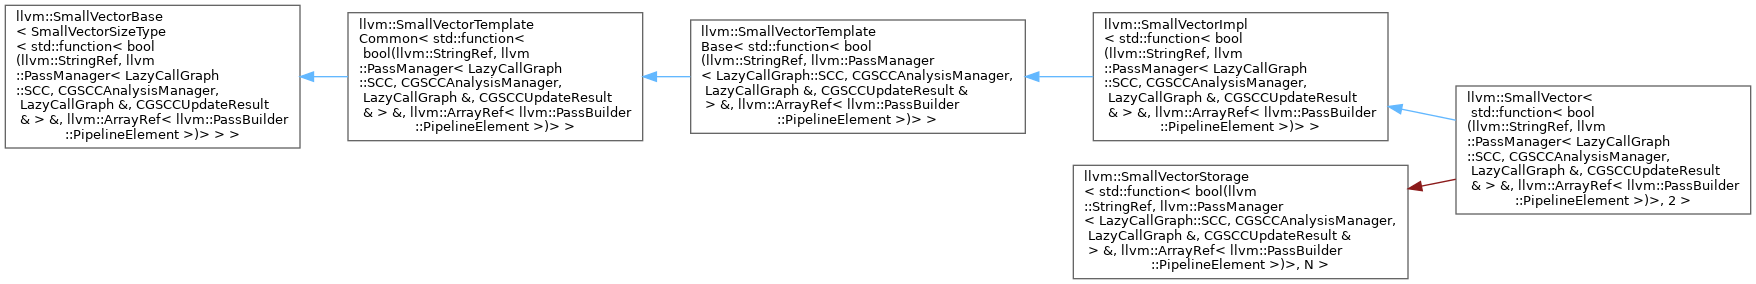 llvm::SmallVectorBase
< SmallVectorSizeType
< std::function< bool
(llvm::StringRef, llvm
::PassManager< LazyCallGraph
::SCC, CGSCCAnalysisManager,
LazyCallGraph &, CGSCCUpdateResult
& > &, llvm::ArrayRef< llvm::PassBuilder
::PipelineElement >)> > >
llvm::SmallVectorTemplate
Common< std::function<
bool(llvm::StringRef, llvm
::PassManager< LazyCallGraph
::SCC, CGSCCAnalysisManager,
LazyCallGraph &, CGSCCUpdateResult
& > &, llvm::ArrayRef< llvm::PassBuilder
::PipelineElement >)> >
llvm::SmallVectorTemplate
Base< std::function< bool
(llvm::StringRef, llvm::PassManager
< LazyCallGraph::SCC, CGSCCAnalysisManager,
LazyCallGraph &, CGSCCUpdateResult &
> &, llvm::ArrayRef< llvm::PassBuilder
::PipelineElement >)> >
llvm::SmallVectorImpl
< std::function< bool
(llvm::StringRef, llvm
::PassManager< LazyCallGraph
::SCC, CGSCCAnalysisManager,
LazyCallGraph &, CGSCCUpdateResult
& > &, llvm::ArrayRef< llvm::PassBuilder
::PipelineElement >)> >
llvm::SmallVector<
std::function< bool
(llvm::StringRef, llvm
::PassManager< LazyCallGraph
::SCC, CGSCCAnalysisManager,
LazyCallGraph &, CGSCCUpdateResult
& > &, llvm::ArrayRef< llvm::PassBuilder
::PipelineElement >)>, 2 >
llvm::SmallVectorStorage
< std::function< bool(llvm
::StringRef, llvm::PassManager
< LazyCallGraph::SCC, CGSCCAnalysisManager,
LazyCallGraph &, CGSCCUpdateResult &
> &, llvm::ArrayRef< llvm::PassBuilder
::PipelineElement >)>, N >